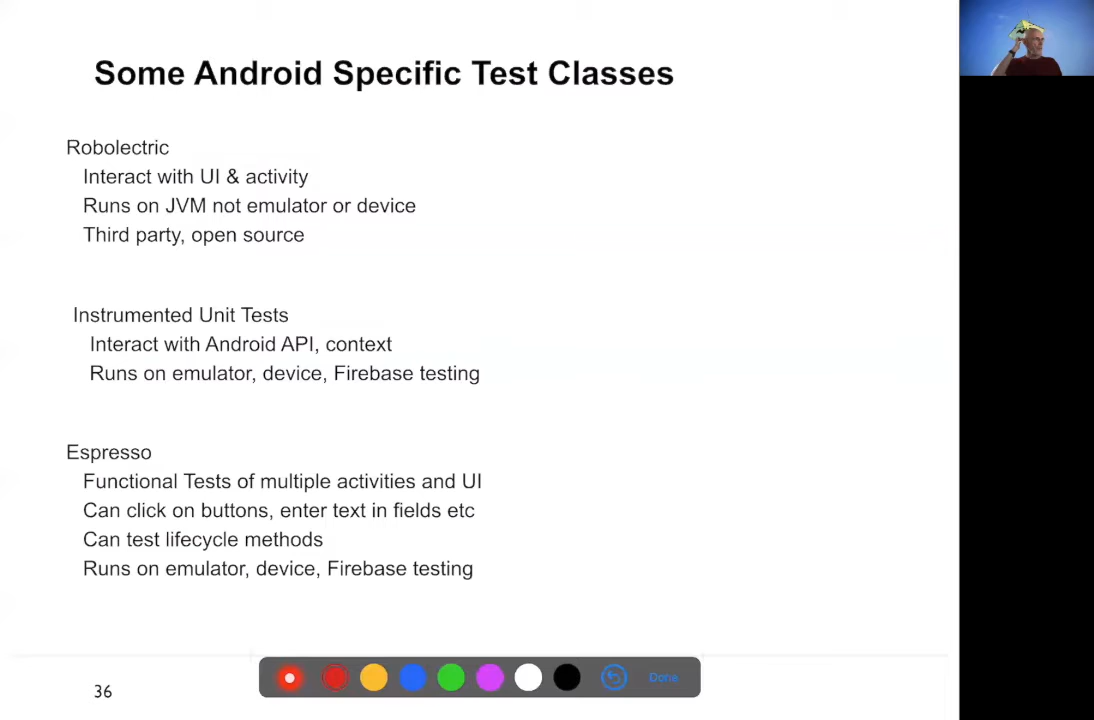 Some Android Specific Test Classes
Robolectric
Interact with UI & activity
Runs on JVM not emulator or device
Third party, open source
Instrumented Unit Tests
Interact with Android API, context
Runs on emulator, device, Firebase testing
Espresso
Functional Tests of multiple activities and UI
Can click on buttons, enter text in fields etc
Can test lifecycle methods
Runs on emulator, device, Firebase testing
Done
36